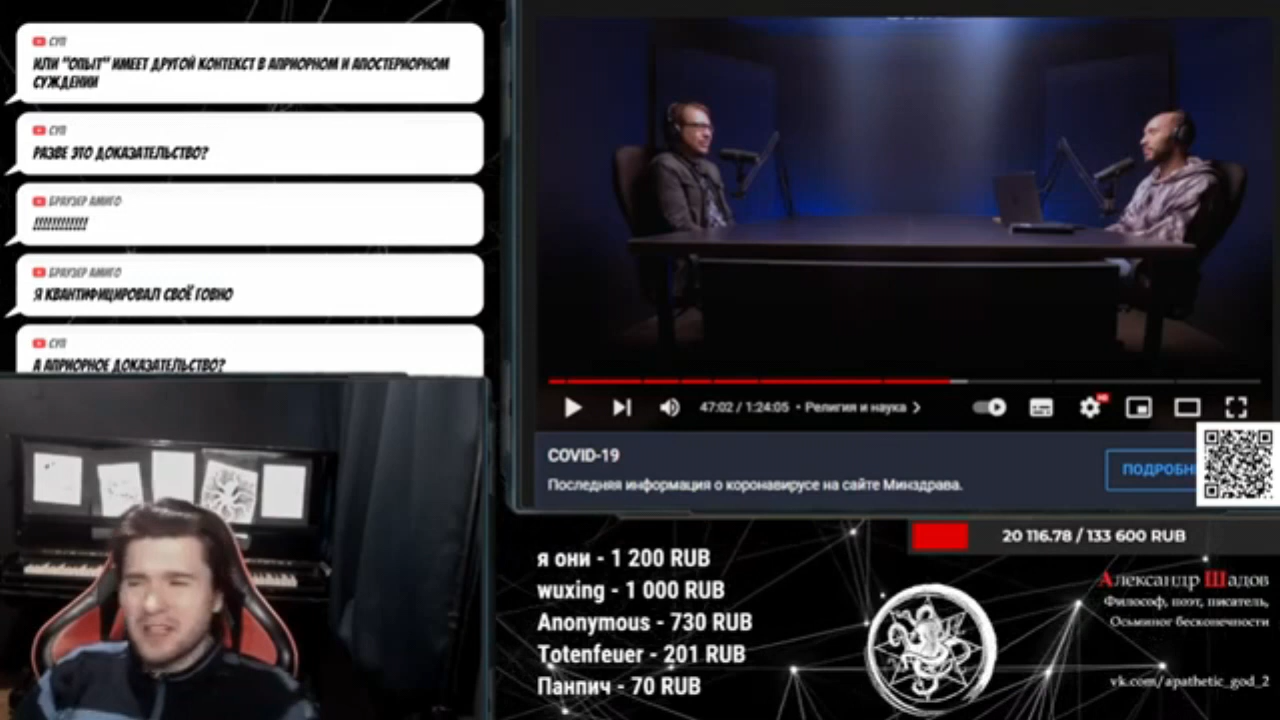 СУП
ИЛИ "ОПЫТ" ИМЕЕТ ДРУГОЙ КОНТЕКСТ В АПРИОРНОМ И АПОСТЕРИОРНОМ
СУЖДЕНИИ
СУП
РАЗВЕ ЭТО ДОКАЗАТЕЛЬСТВО?
БРАУЗЕР АМИГО
!!!!!!!!!!!!!
БРАУЗЕР АМИГО
Я КВАНТИФИЦИРОВАЛ СВОЁ ГОВНО
СУП
А АПРИОРНОЕ ДОКАЗАТЕЛЬСТВО?
47:02 / 1:24:05 • Религия и наука
COVID-19
Последняя информация о коронавирусе на сайте Минздрава.
ПОДРОБН
20 116.78 / 133 600 RUB
я они - 1 200 RUB
wuxing - 1 000 RUB
Anonymous - 730 RUB
Totenfeuer - 201 RUB
Панпич - 70 RUB
Александр Шадов
Философ, поэт, писатель,
Осьминог бесконечности
vk.com/apathetic_god_2